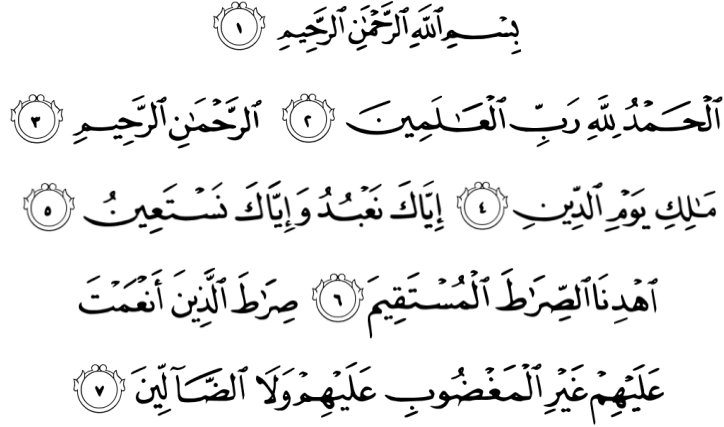 بِسْمِ ٱللَّهِ ٱلرَّحْمَٰنِ ٱلرَّحِيمِ ١
ٱلْحَمْدُ لِلَّهِ رَبِّ ٱلْعَٰلَمِينَ ٢ ٱلرَّحْمَٰنِ ٱلرَّحِيمِ ٣
مَٰلِكِ يَوْمِ ٱلدِّينِ ٤ إِيَّاكَ نَعْبُدُ وَإِيَّاكَ نَسْتَعِينُ ٥
ٱهْدِنَا ٱلصِّرَٰطَ ٱلْمُسْتَقِيمَ ٦ صِرَٰطَ ٱلَّذِينَ أَنْعَمْتَ
عَلَيْهِمْ غَيْرِ ٱلْمَغْضُوبِ عَلَيْهِمْ وَلَا ٱلضَّآلِّينَ ٧